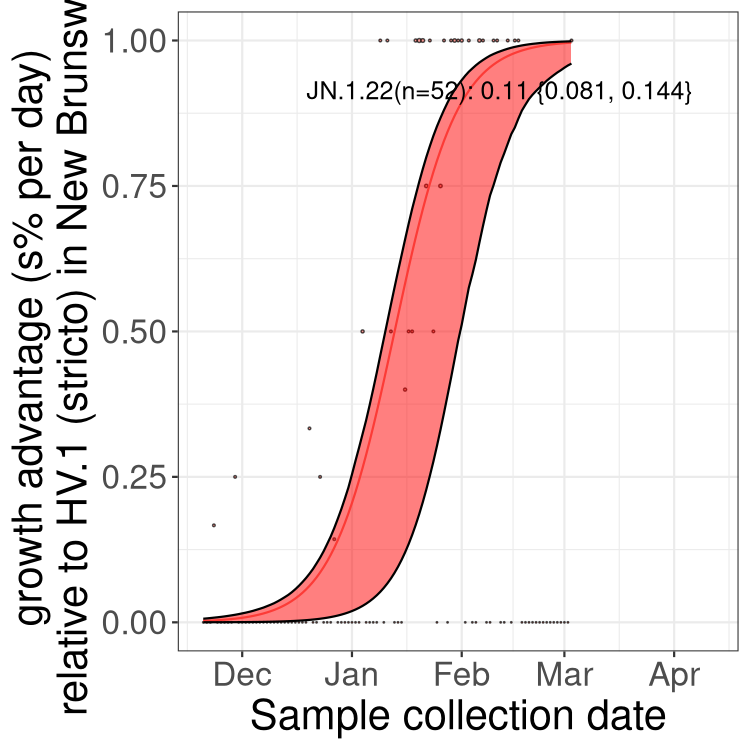 growth advantage (s% per day)
relative to HV.1 (stricto) in New Brunsw
1.00
0.75
0.50
0.25
0.00
JN.1.22(n=52): 0.11 {0.081, 0.144}
Dec Jan Feb Mar Apr
Sample collection date